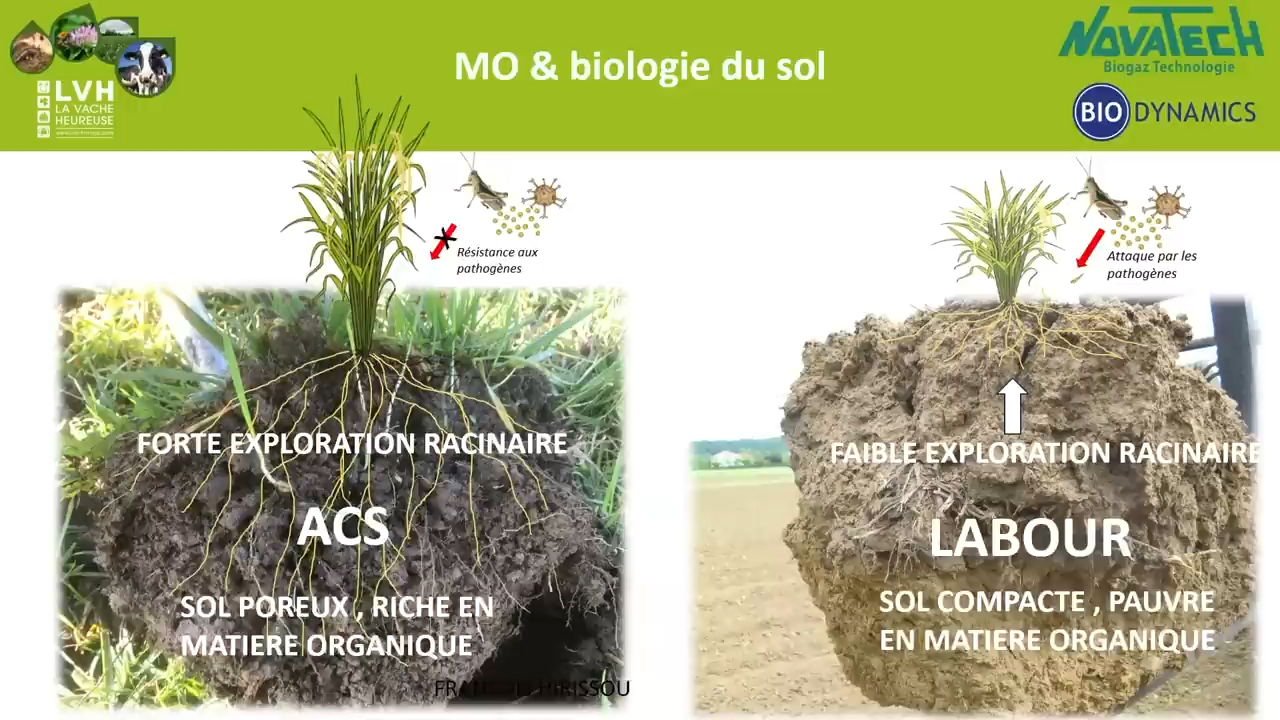 MO & biologie du sol
LVH
LA VACHE
HEUREUSE
NOVATECH
Biogaz Technologie
BIO DYNAMICS
Résistance aux
pathogènes
FORTE EXPLORATION RACINAIRE
ACS
SOL POREUX , RICHE EN
MATIERE ORGANIQUE
HIRISSOU
Attaque par les
pathogènes
FAIBLE EXPLORATION RACINAIRE
LABOUR
SOL COMPACTE , PAUVRE
EN MATIERE ORGANIQUE